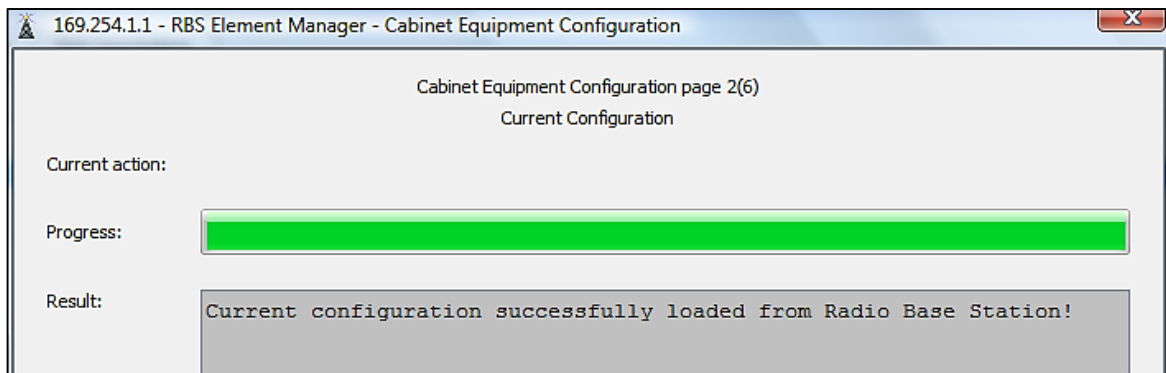 169.254.1.1 - RBS Element Manager - Cabinet Equipment Configuration
Cabinet Equipment Configuration page 2(6)
Current Configuration
Current action:
Progress:
Result:
Current configuration successfully loaded from Radio Base Station!